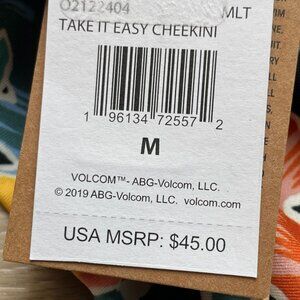 O2122404 MLT
TAKE IT EASY CHEEKINI
1 96134 72557 2
M
VOLCOM™- ABG-Volcom, LLC.
© 2019 ABG-Volcom, LLC. volcom.com
USA MSRP: $45.00